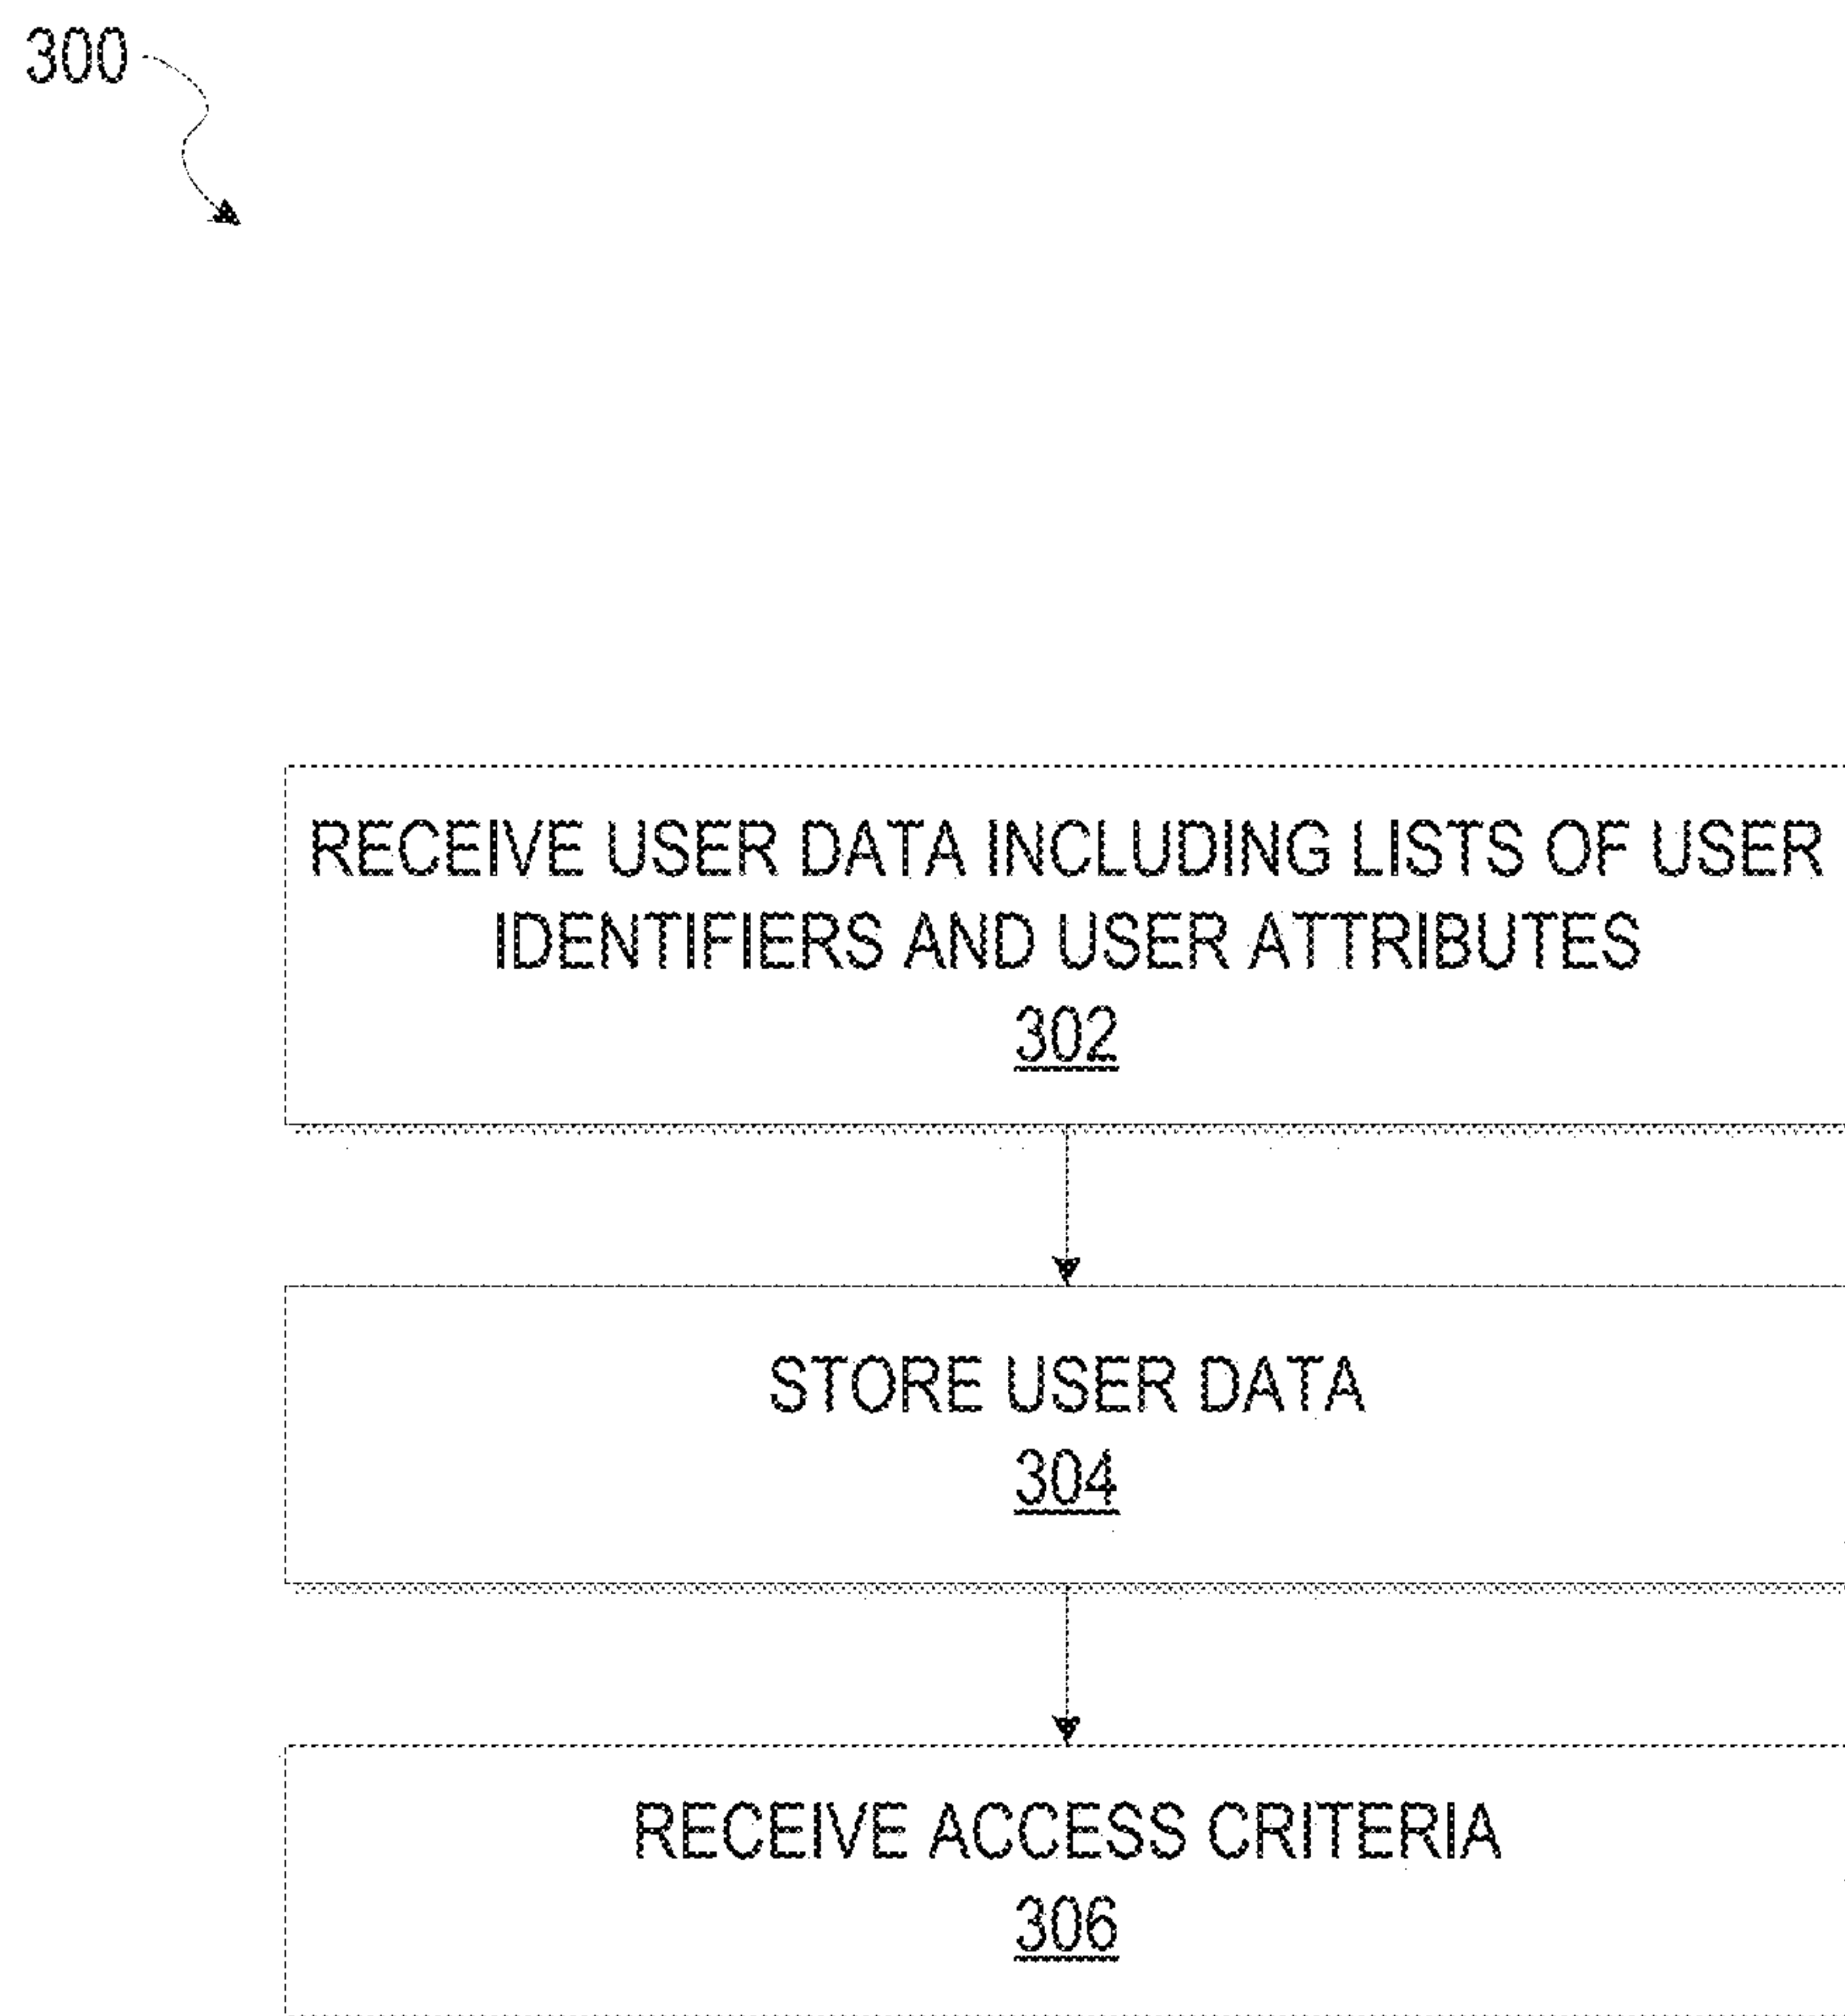 300
RECEIVE USER DATA INCLUDING LISTS OF USER
IDENTIFIERS AND USER ATTRIBUTES
302
STORE USER DATA
304
RECEIVE ACCESS CRITERIA
306